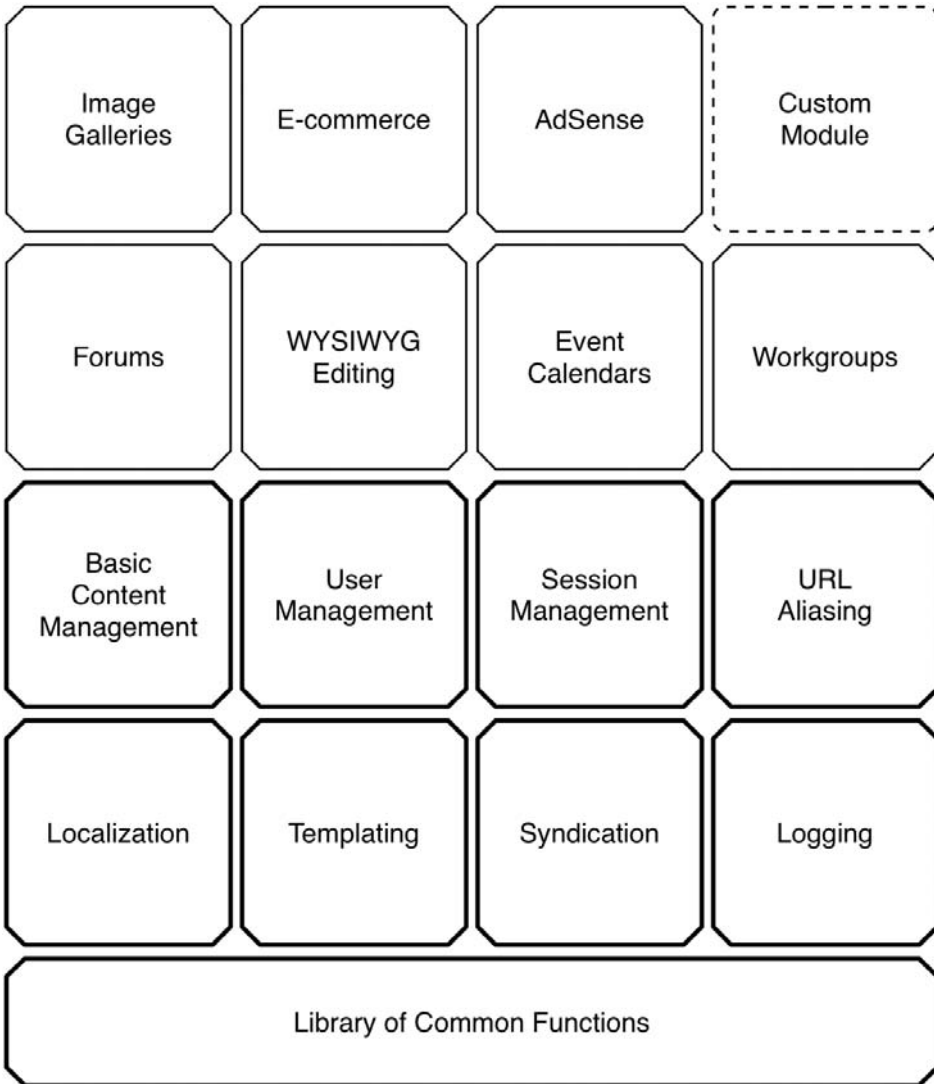 Image
Galleries
E-commerce
AdSense
Custom
Module
Forums
WYSIWYG
Editing
Event
Calendars
Workgroups
Basic
Content
Management
User
Management
Session
Management
URL
Aliasing
Localization
Templating
Syndication
Logging
Library of Common Functions